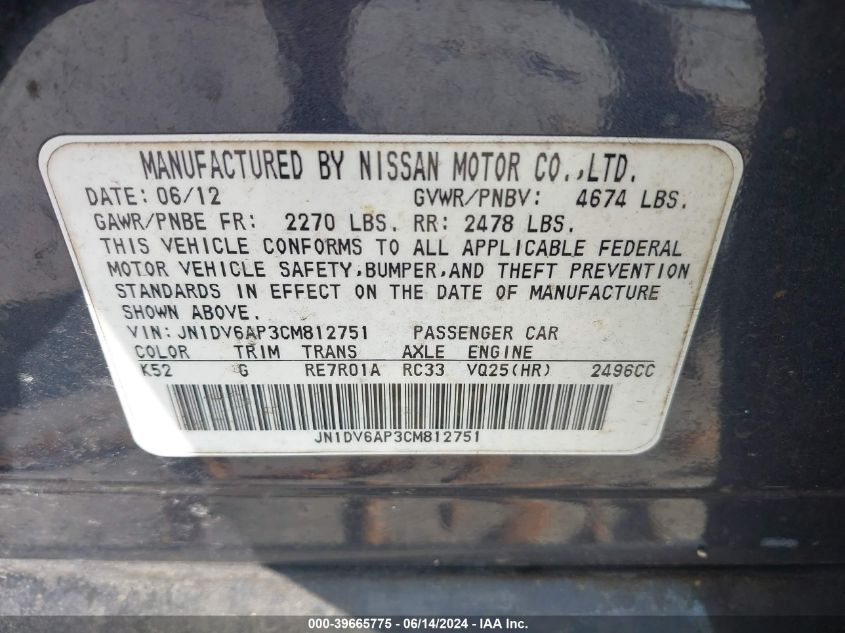 MANUFACTURED BY NISSAN MOTOR CO.,LTD.
DATE: 06/12 GVWR/PNBV: 4674 LBS.
GAWR/PNBE FR: 2270 LBS. RR: 2478 LBS.
THIS VEHICLE CONFORMS TO ALL APPLICABLE FEDERAL
MOTOR VEHICLE SAFETY,BUMPER,AND THEFT PREVENTION
STANDARDS IN EFFECT ON THE DATE OF MANUFACTURE
SHOWN ABOVE.
VIN: JN1DV6AP3CM812751 PASSENGER CAR
COLOR TRIM TRANS AXLE ENGINE
K52 G RE7R01A RC33 VQ25(HR) 2496CC
JN1DV6AP3CM812751
000-39665775 - 06/14/2024 - IAAI.COM